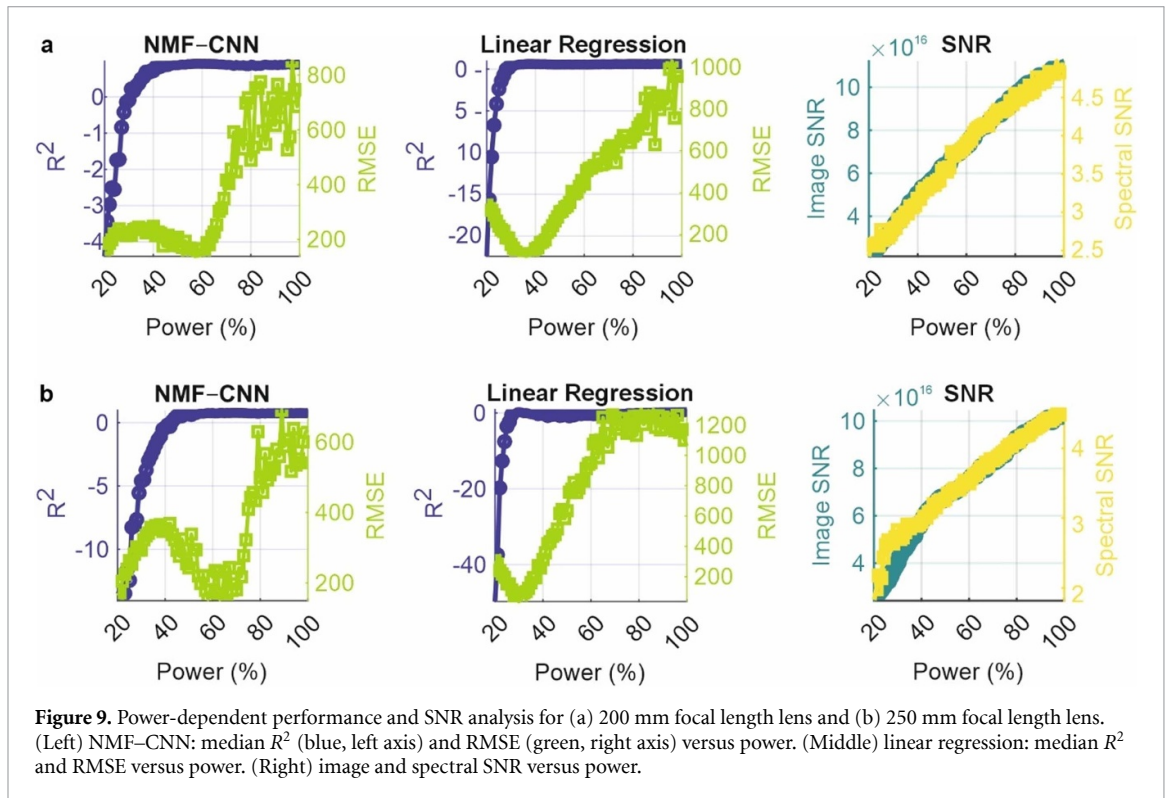 a
NMF–CNN
Linear Regression
×10^16 SNR
R²
0
-1
-2
-3
-4
800
600
400
200
RMSE
20 40 60 80 100
Power (%)
R²
0
5
10
-15
-20
1000
800
600
400
200
RMSE
20 40 60 80 100
Power (%)
Image SNR
10
8
6
4
4.5
4
3.5
3
2.5
Spectral SNR
20 40 60 80 100
Power (%)
b
NMF–CNN
Linear Regression
×10^16 SNR
R²
0
-5
-10
600
400
200
RMSE
20 40 60 80 100
Power (%)
R²
0
-20
-40
1200
1000
800
600
400
200
RMSE
20 40 60 80 100
Power (%)
Image SNR
10
8
6
4
4
3
2
Spectral SNR
20 40 60 80 100
Power (%)
Figure 9. Power-dependent performance and SNR analysis for (a) 200 mm focal length lens and (b) 250 mm focal length lens.
(Left) NMF–CNN: median R² (blue, left axis) and RMSE (green, right axis) versus power. (Middle) linear regression: median R²
and RMSE versus power. (Right) image and spectral SNR versus power.